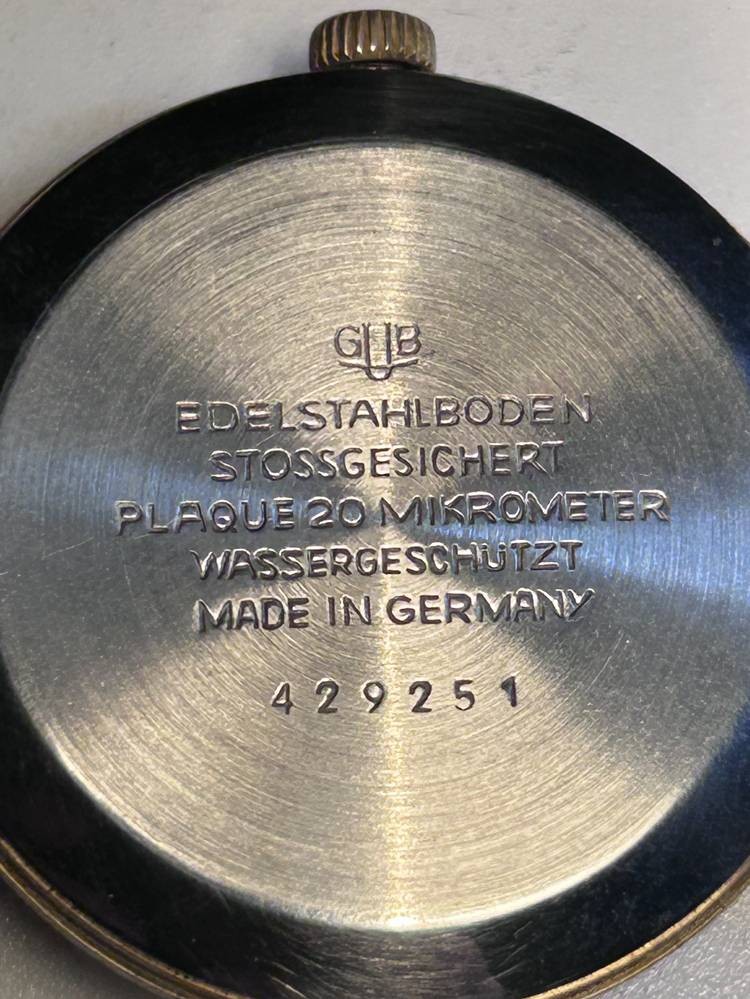 GUB
EDELSTAHLBODEN
STOSSGESICHERT
PLAQUE 20 MIKROMETER
WASSERGESCHÜTZT
MADE IN GERMANY
429251